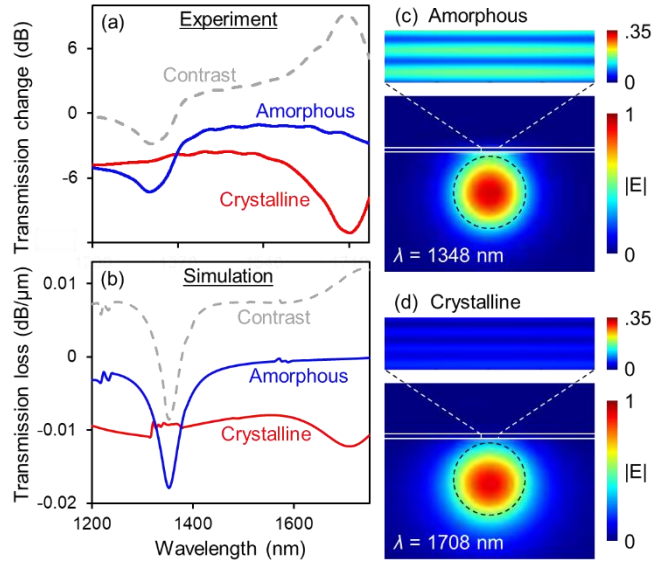 (a) Experiment
Transmission change (dB)
6
0
-6
Contrast
Amorphous
Crystalline
(b) Simulation
Transmission loss (dB/μm)
0.01
0
-0.01
-0.02
Contrast
Amorphous
Crystalline
1200 1400 1600
Wavelength (nm)
(c) Amorphous
.35
0
1
|E|
0
λ = 1348 nm
(d) Crystalline
.35
0
1
|E|
0
λ = 1708 nm